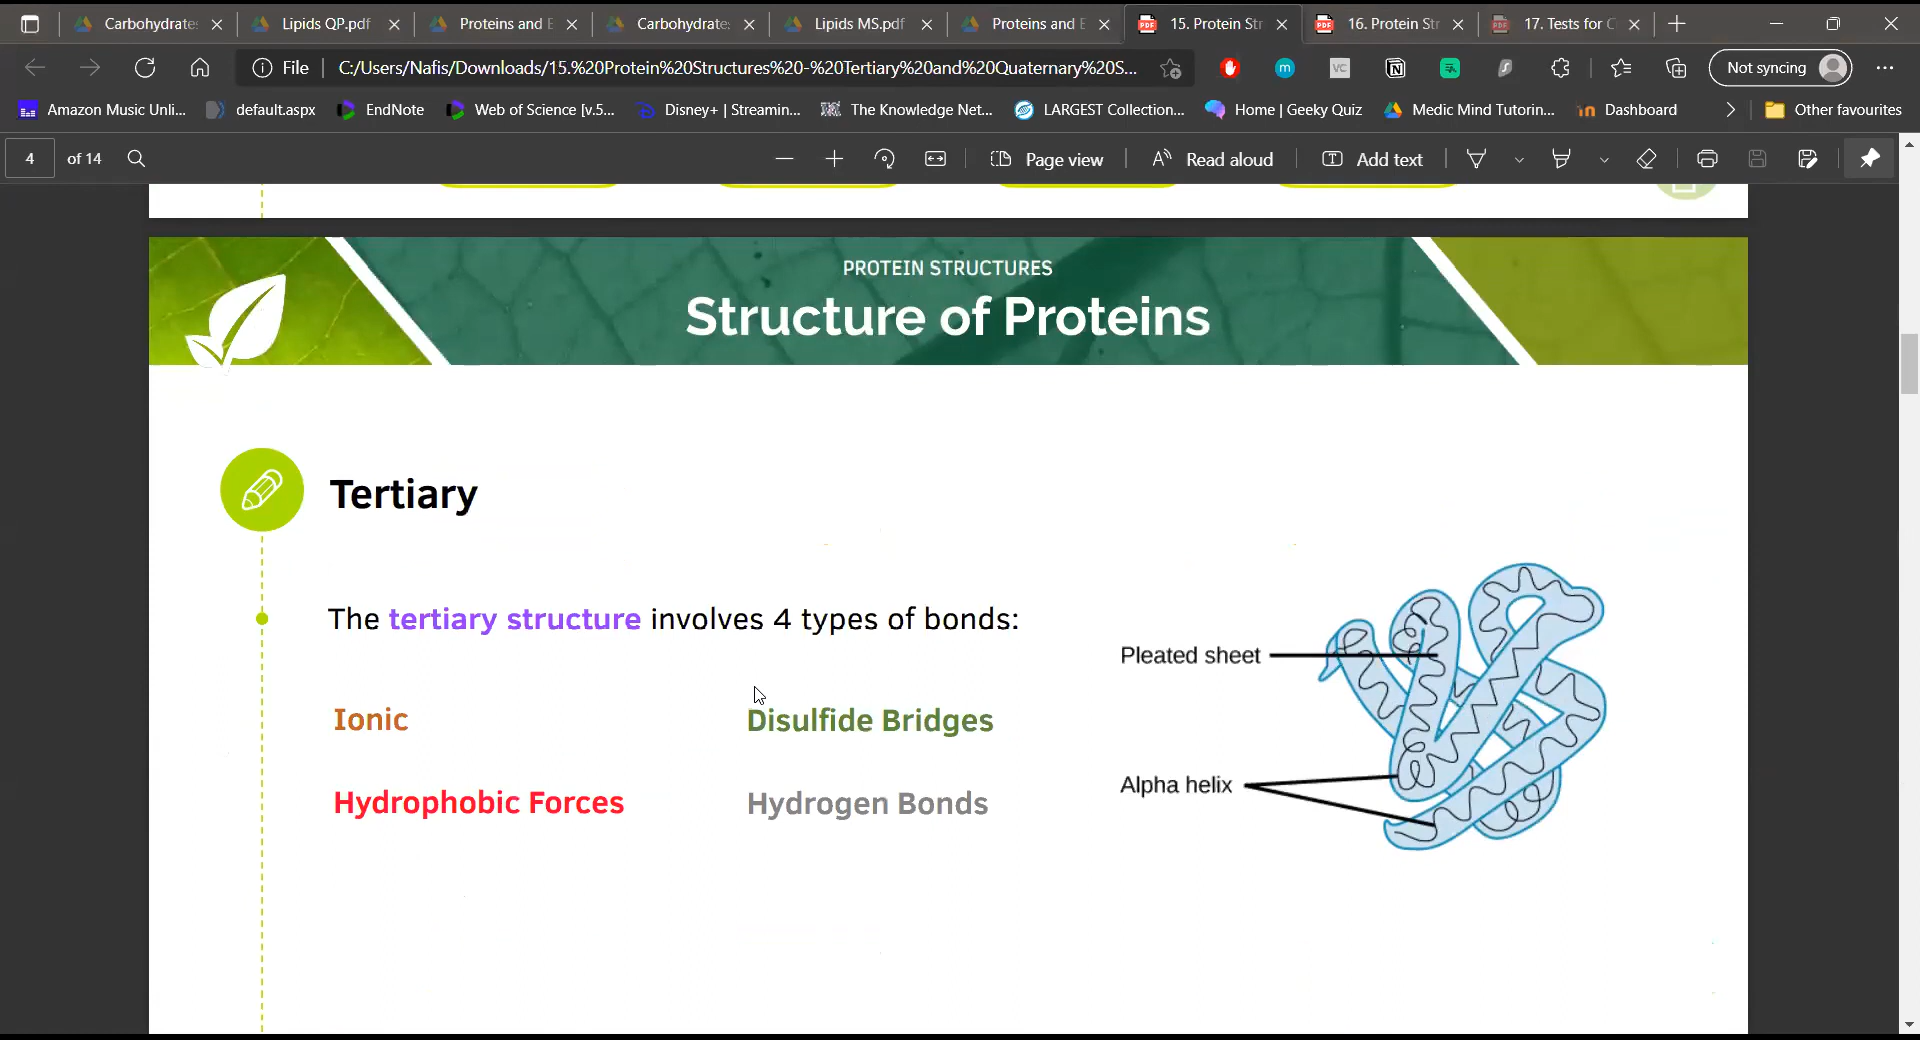 Carbohydrate: Lipids QP.pdf Proteins and E Carbohydrate: Lipids MS.pdf Proteins and E 15. Protein Str 16. Protein Str 17. Tests for C
File C:/Users/Nafis/Downloads/15.%20Protein%20Structures%20-%20Tertiary%20and%20Quaternary%20S... VC Not syncing
Amazon Music Unli... default.aspx EndNote Web of Science [v.5.... Disney+ | Streamin... The Knowledge Net... LARGEST Collection... Home | Geeky Quiz Medic Mind Tutorin... Dashboard Other favourites
4 of 14 Page view Read aloud Add text
PROTEIN STRUCTURES
Structure of Proteins
Tertiary
The tertiary structure involves 4 types of bonds:
Pleated sheet
Ionic Disulfide Bridges
Alpha helix
Hydrophobic Forces Hydrogen Bonds